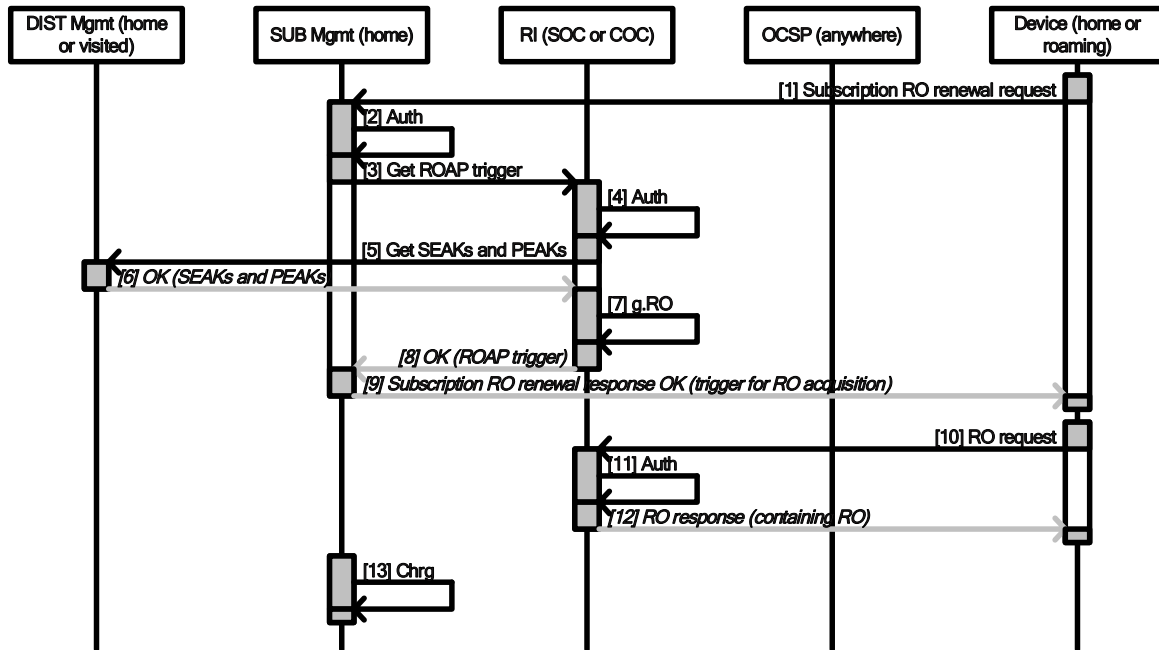 DIST Mgmt (home
or visited)
SUB Mgmt (home)
RI (SOC or COC)
OCSP (anywhere)
Device (home or
roaming)
[1] Subscription RO renewal request
[2] Auth
[3] Get ROAP trigger
[4] Auth
[5] Get SEAKs and PEAKs
[6] OK (SEAKs and PEAKs)
[7] g.RO
[8] OK (ROAP trigger)
[9] Subscription RO renewal response OK (trigger for RO acquisition)
[10] RO request
[11] Auth
[12] RO response (containing RO)
[13] Chrg